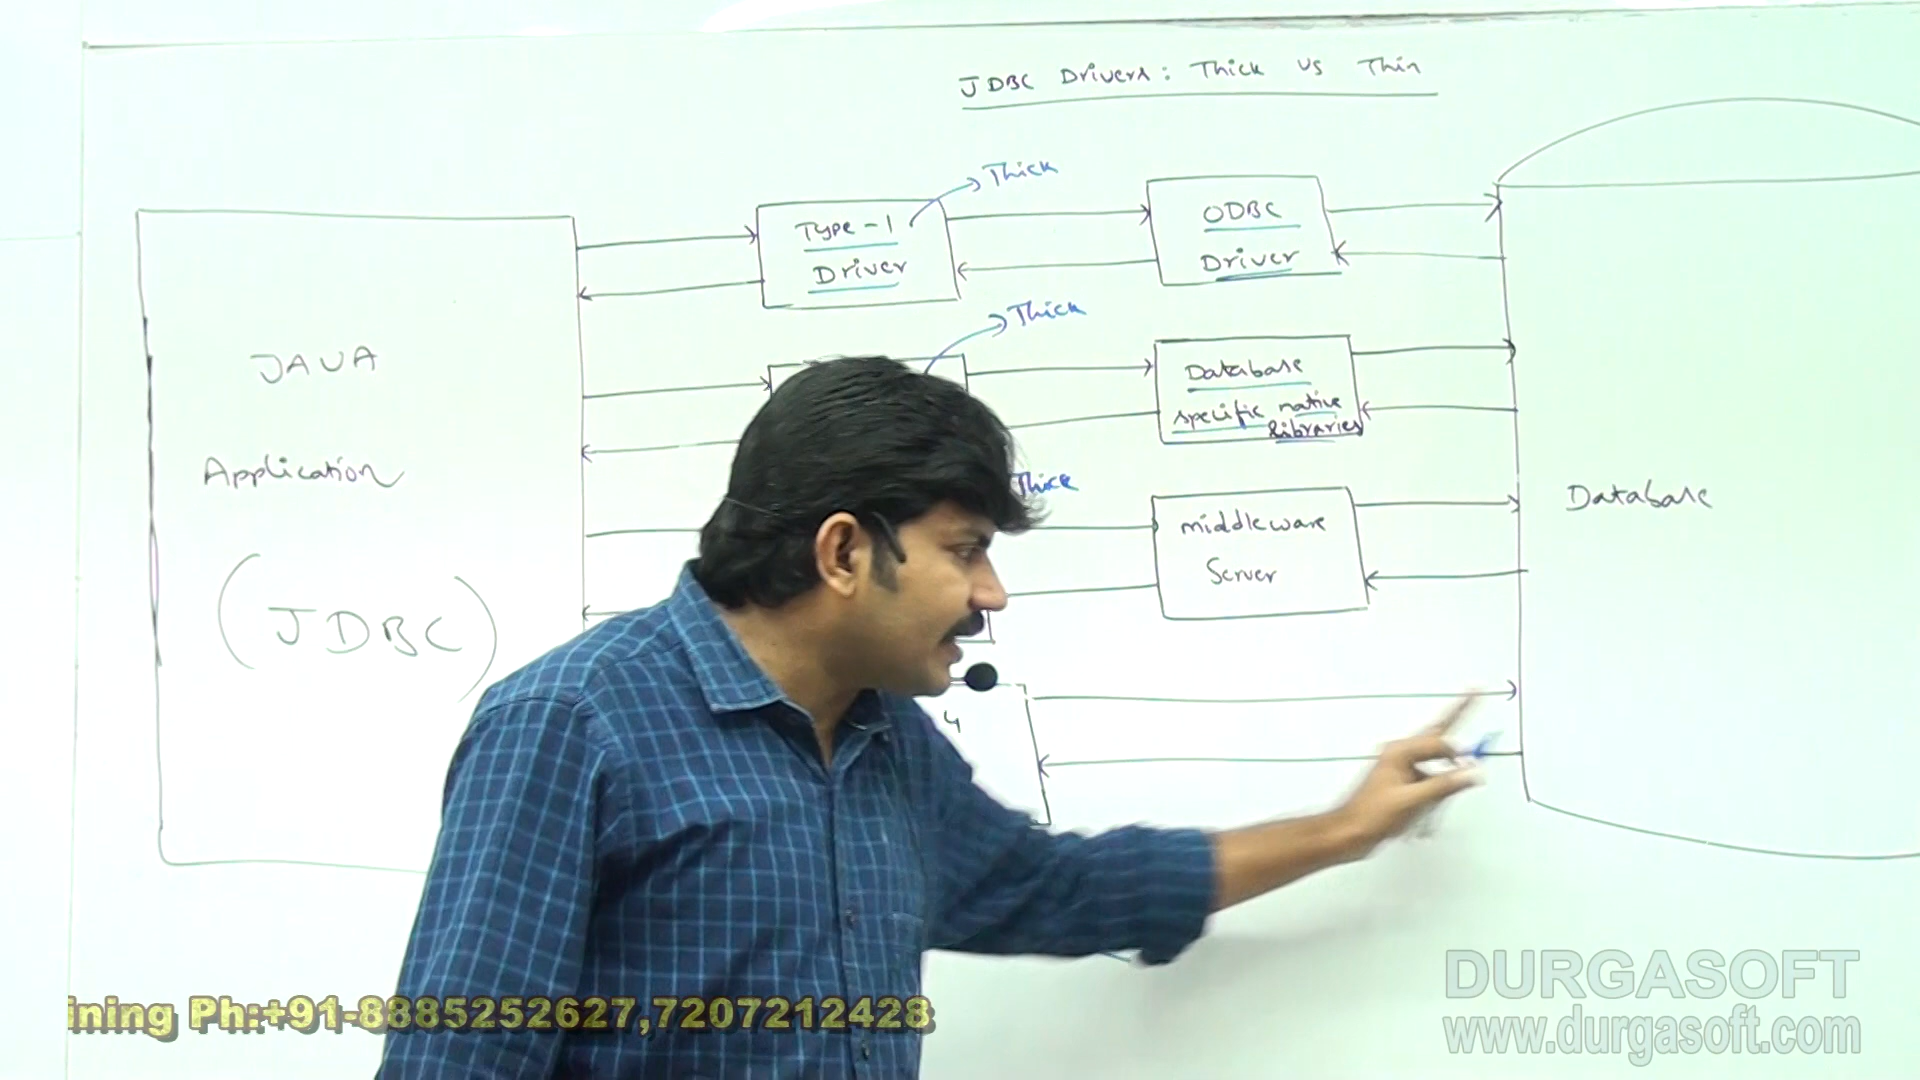 JDBC Drivers: Thick vs Thin
Thick
Type-1
Driver
ODBC
Driver
Thick
JAVA
Application
(JDBC)
Database
specific native
libraries
Thick
middleware
Server
Database
4
ining Ph:+91-8885252627,7207212428
DURGASOFT
www.durgasoft.com